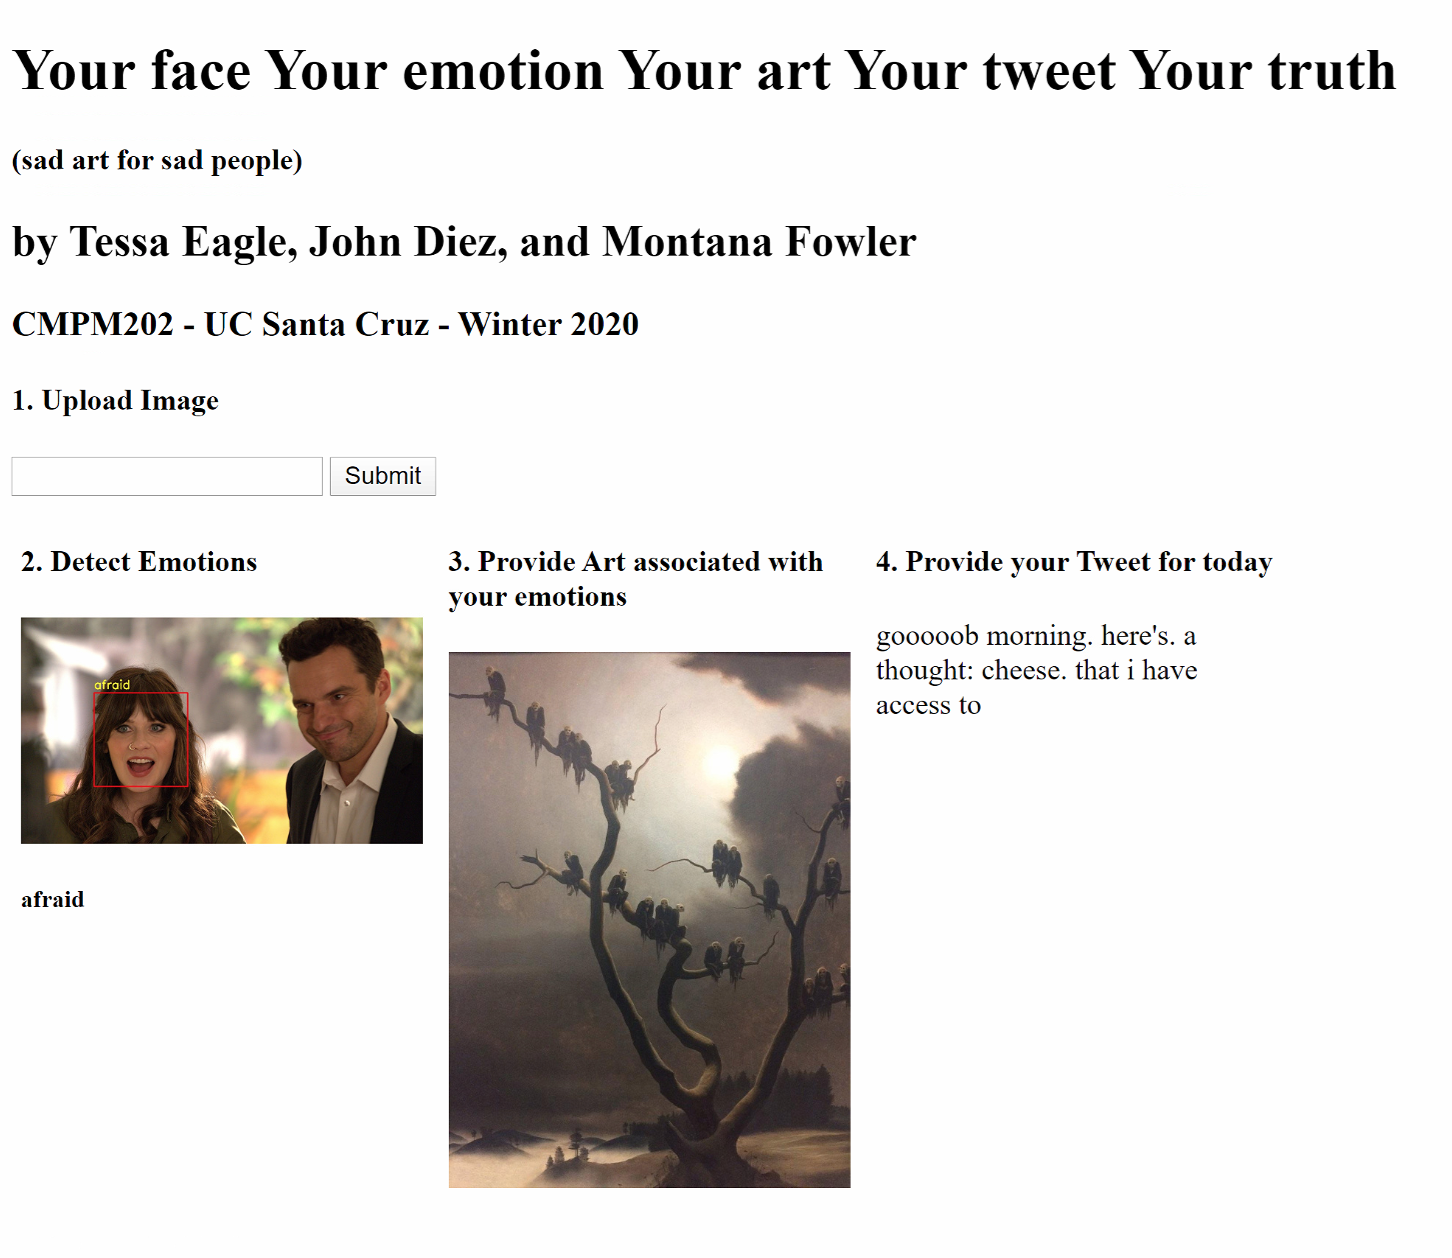 Your face Your emotion Your art Your tweet Your truth
(sad art for sad people)
by Tessa Eagle, John Diez, and Montana Fowler
CMPM202 - UC Santa Cruz - Winter 2020
1. Upload Image
Submit
2. Detect Emotions
afraid
afraid
3. Provide Art associated with
your emotions
4. Provide your Tweet for today
gooooob morning. here's. a
thought: cheese. that i have
access to